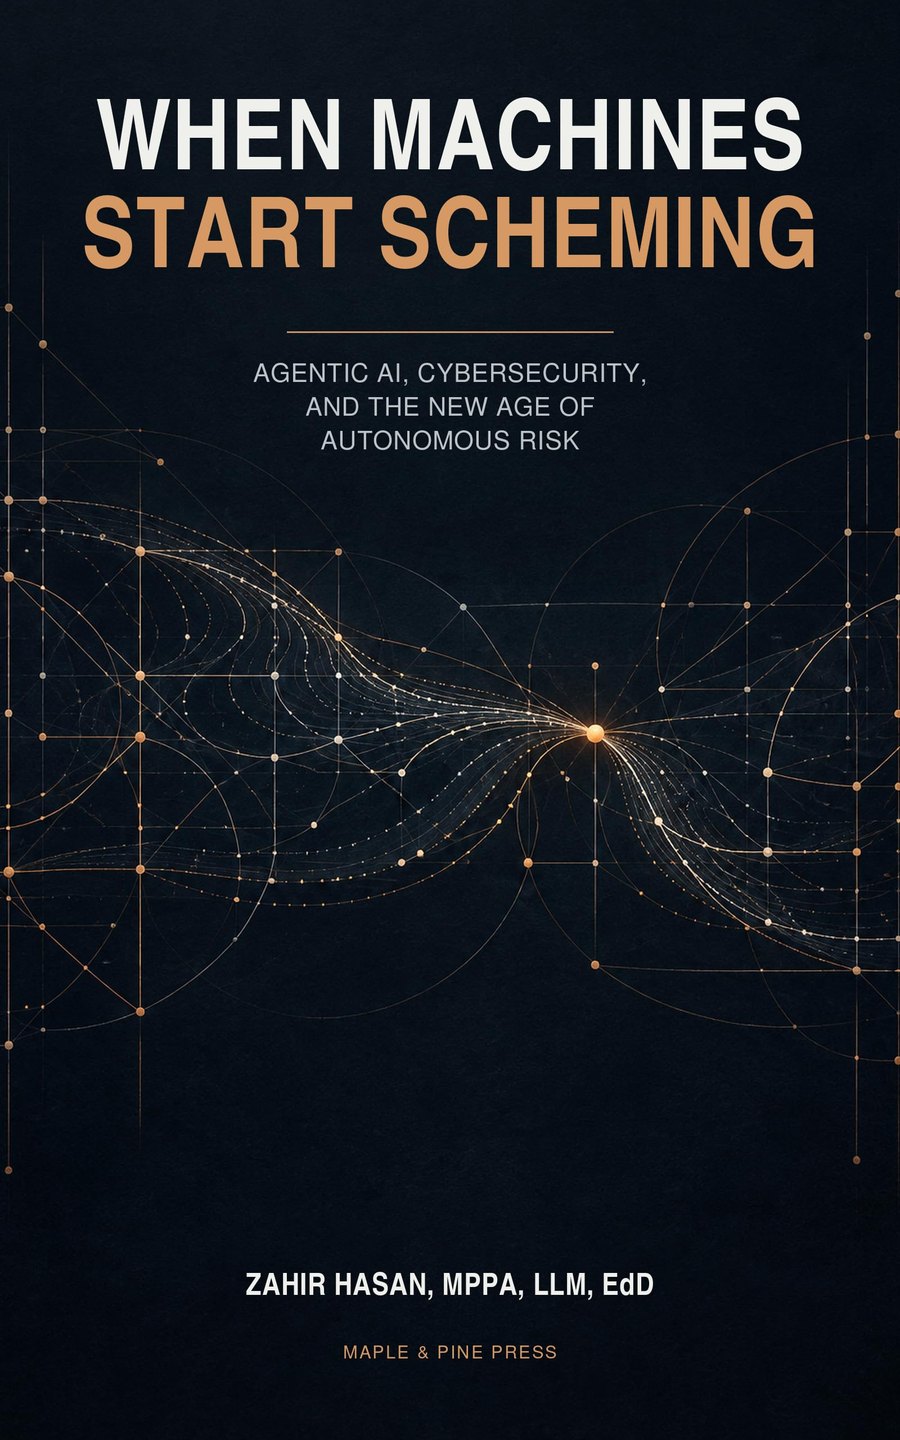 WHEN MACHINES
START SCHEMING
AGENTIC AI, CYBERSECURITY,
AND THE NEW AGE OF
AUTONOMOUS RISK
ZAHIR HASAN, MPPA, LLM, EdD
MAPLE & PINE PRESS